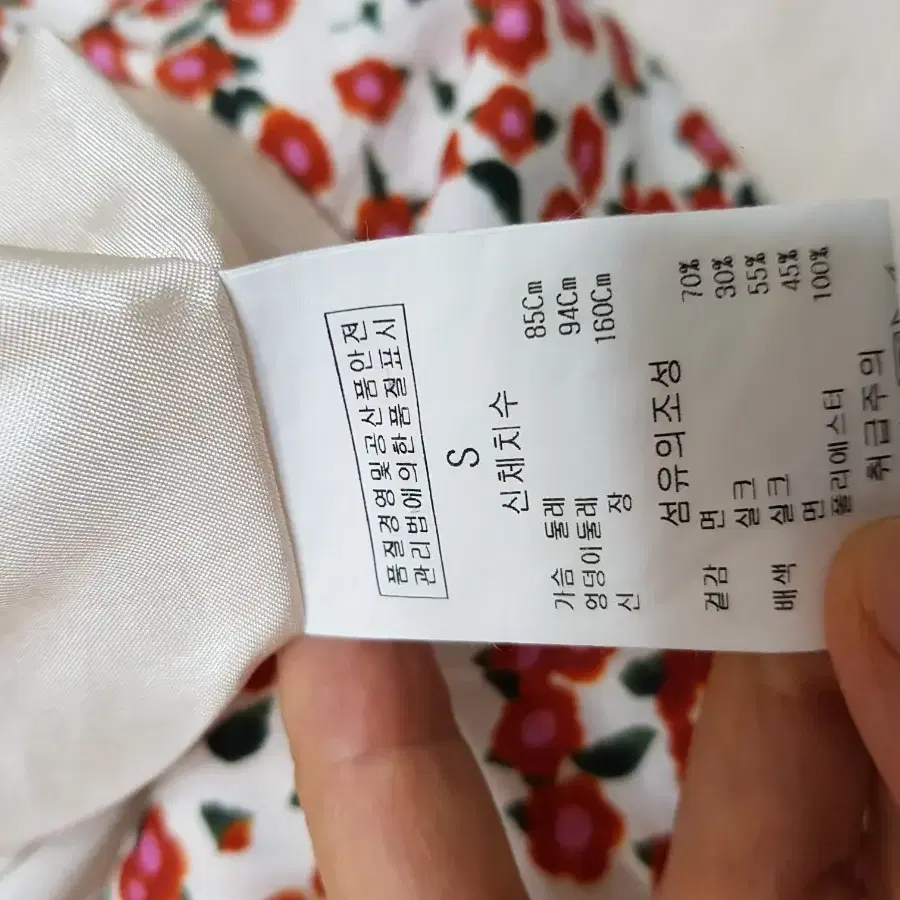 품질경영및공산품안전
관리법에의한품질표시
S
신체치수
가슴 둘레 85Cm
엉덩이둘레 94Cm
신 장 160Cm
섬유의조성
겉감 면 70%
실크 30%
배색 실크 55%
면 45%
폴리에스터 100%
취급주의